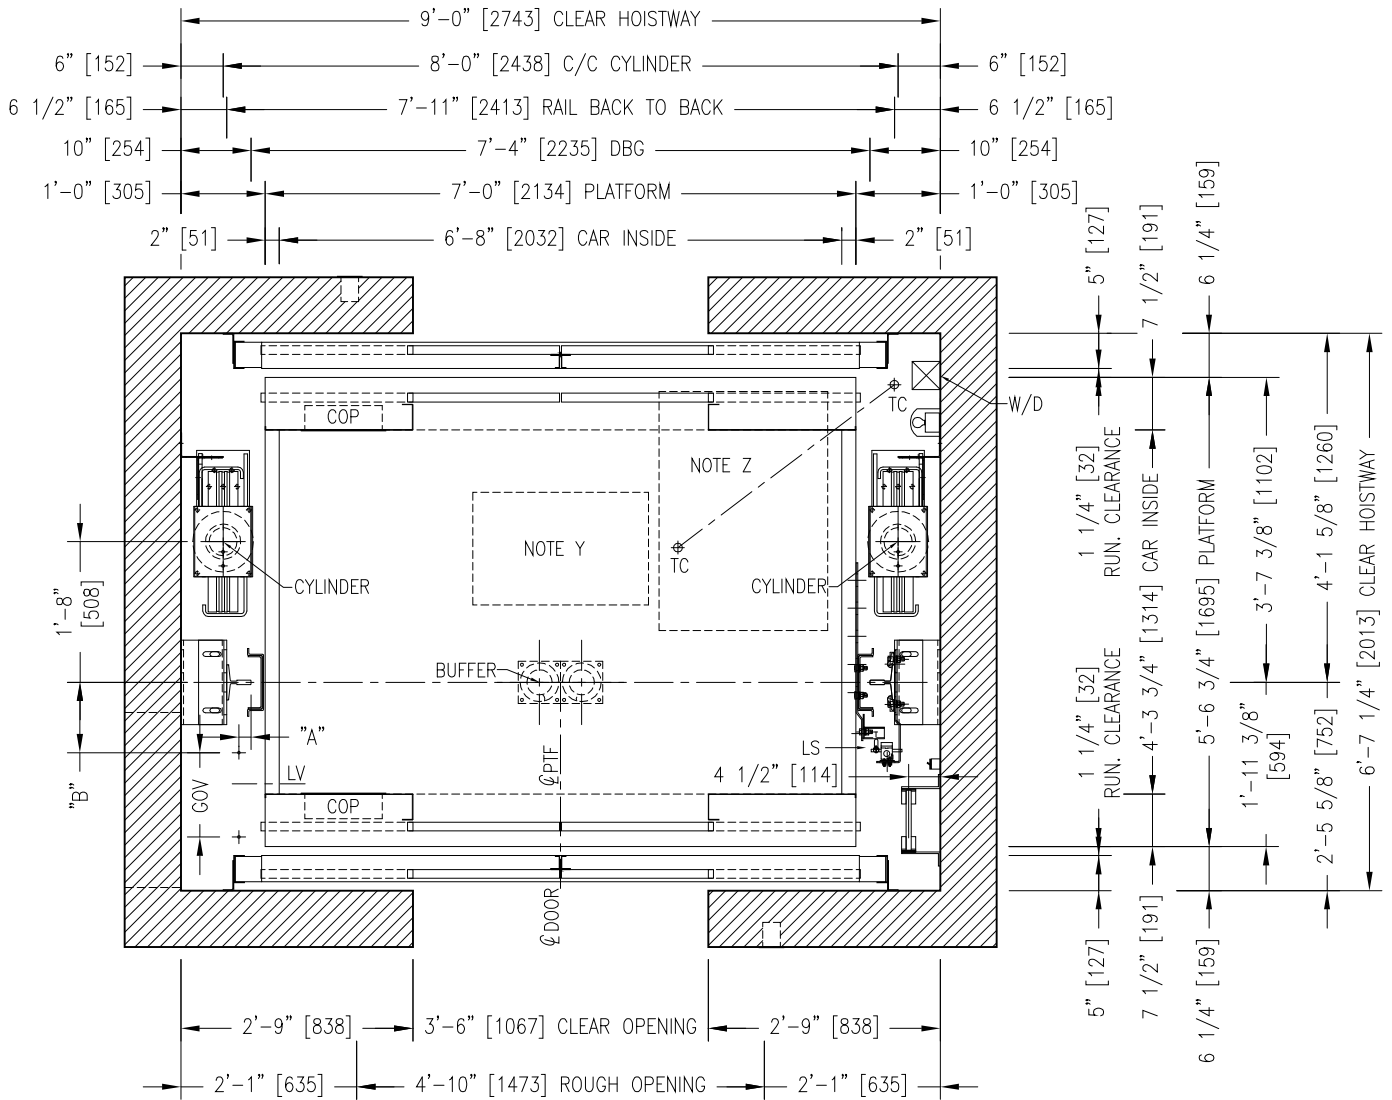 9'-0" [2743] CLEAR HOISTWAY
6" [152]
8'-0" [2438] C/C CYLINDER
6" [152]
6 1/2" [165]
7'-11" [2413] RAIL BACK TO BACK
6 1/2" [165]
10" [254]
7'-4" [2235] DBG
10" [254]
1'-0" [305]
7'-0" [2134] PLATFORM
1'-0" [305]
2" [51]
6'-8" [2032] CAR INSIDE
2" [51]
5" [127]
7 1/2" [191]
6 1/4" [159]
COP
TC
W/D
NOTE Z
NOTE Y
TC
CYLINDER
CYLINDER
1'-8"
[508]
BUFFER
"A"
"B"
GOV
LV
LS
℄PTF
4 1/2" [114]
COP
℄DOOR
1 1/4" [32]
RUN. CLEARANCE
1 1/4" [32]
RUN. CLEARANCE
4'-3 3/4" [1314] CAR INSIDE
5'-6 3/4" [1695] PLATFORM
3'-7 3/8" [1102]
1'-11 3/8"
[594]
4'-1 5/8" [1260]
2'-5 5/8" [752]
6'-7 1/4" [2013] CLEAR HOISTWAY
5" [127]
7 1/2" [191]
6 1/4" [159]
2'-9" [838]
3'-6" [1067] CLEAR OPENING
2'-9" [838]
2'-1" [635]
4'-10" [1473] ROUGH OPENING
2'-1" [635]